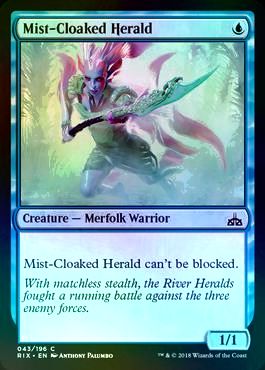 Mist-Cloaked Herald
Creature — Merfolk Warrior
Mist-Cloaked Herald can't be blocked.
With matchless stealth, the River Heralds
fought a running battle against the three
enemy forces.
1/1
043/196 C
RIX • EN Anthony Palumbo
™ & © 2018 Wizards of the Coast